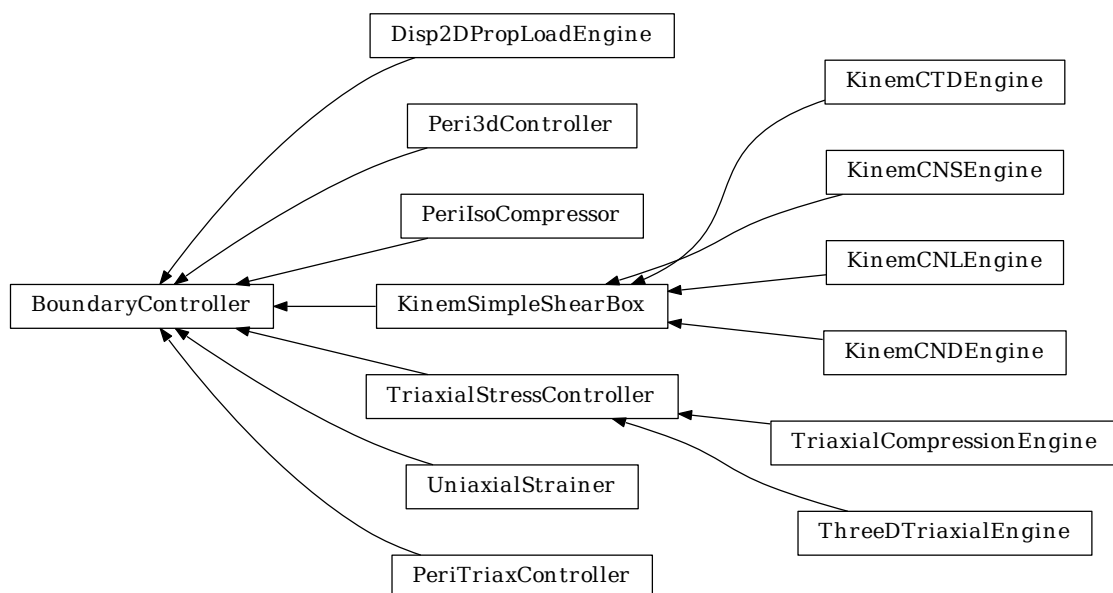 Disp2DPropLoadEngine
KinemCTDEngine
Peri3dController
KinemCNSEngine
PeriIsoCompressor
KinemCNLEngine
BoundaryController
KinemSimpleShearBox
KinemCNDEngine
TriaxialStressController
TriaxialCompressionEngine
UniaxialStrainer
ThreeDTriaxialEngine
PeriTriaxController